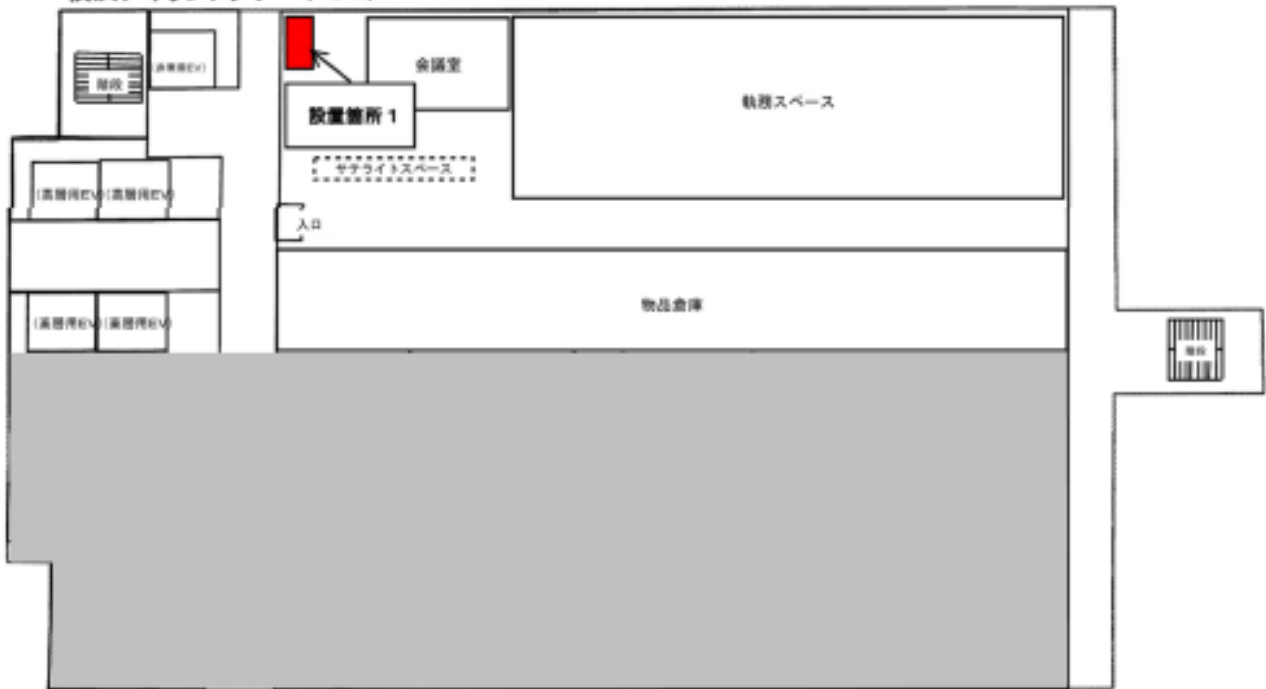 階段
(非常用EV)
会議室
執務スペース
設置箇所1
サテライトスペース
(高層用EV)
(高層用EV)
入口
物品倉庫
(高層用EV)
(高層用EV)
階段